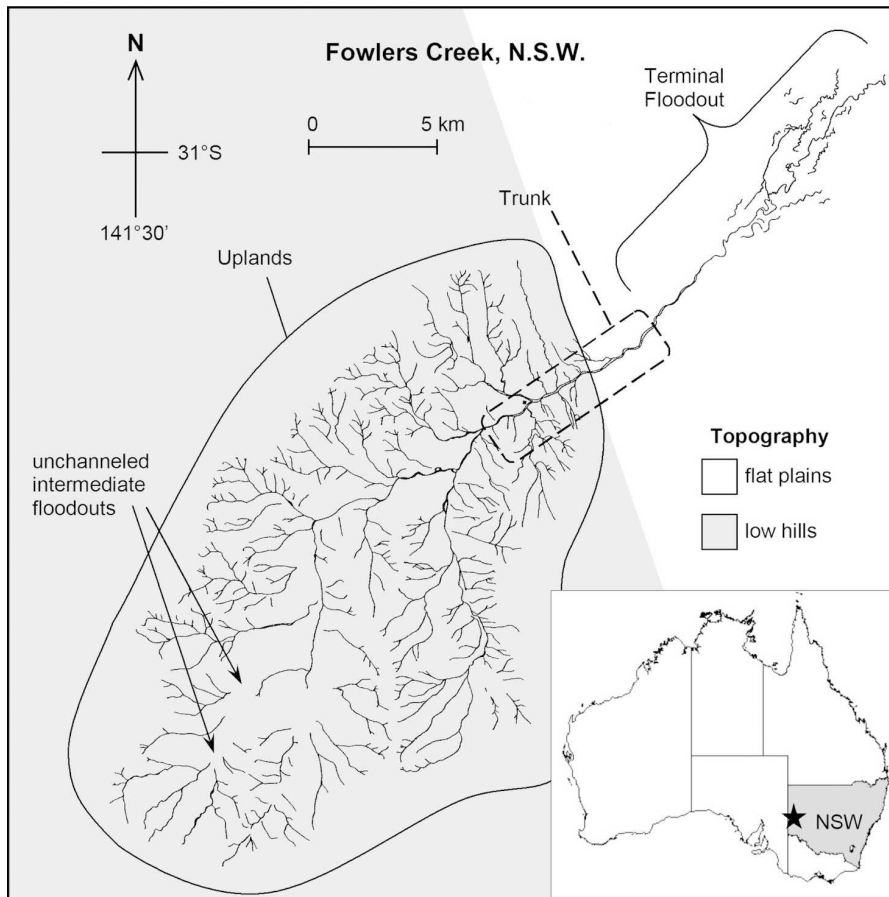 Fowlers Creek, N.S.W.
N
31°S
141°30'
0 5 km
Terminal
Floodout
Trunk
Uplands
unchanneled
intermediate
floodouts
Topography
flat plains
low hills
NSW